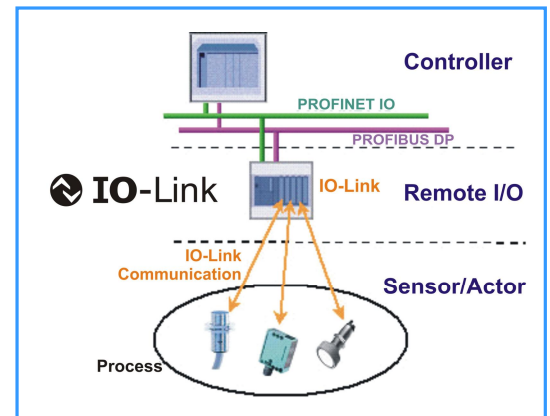 Controller
PROFINET IO
PROFIBUS DP
IO-Link
IO-Link
Remote I/O
IO-Link
Communication
Sensor/Actor
Process